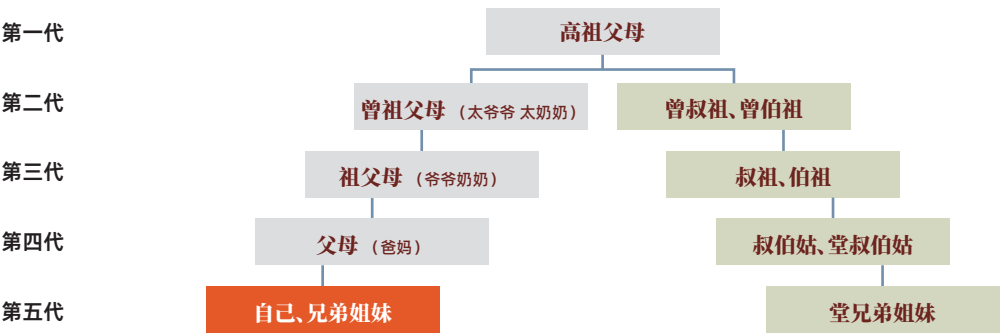 第一代 高祖父母
第二代 曾祖父母 (太爷爷 太奶奶) 曾叔祖、曾伯祖
第三代 祖父母 (爷爷奶奶) 叔祖、伯祖
第四代 父母 (爸妈) 叔伯姑、堂叔伯姑
第五代 自己、兄弟姐妹 堂兄弟姐妹